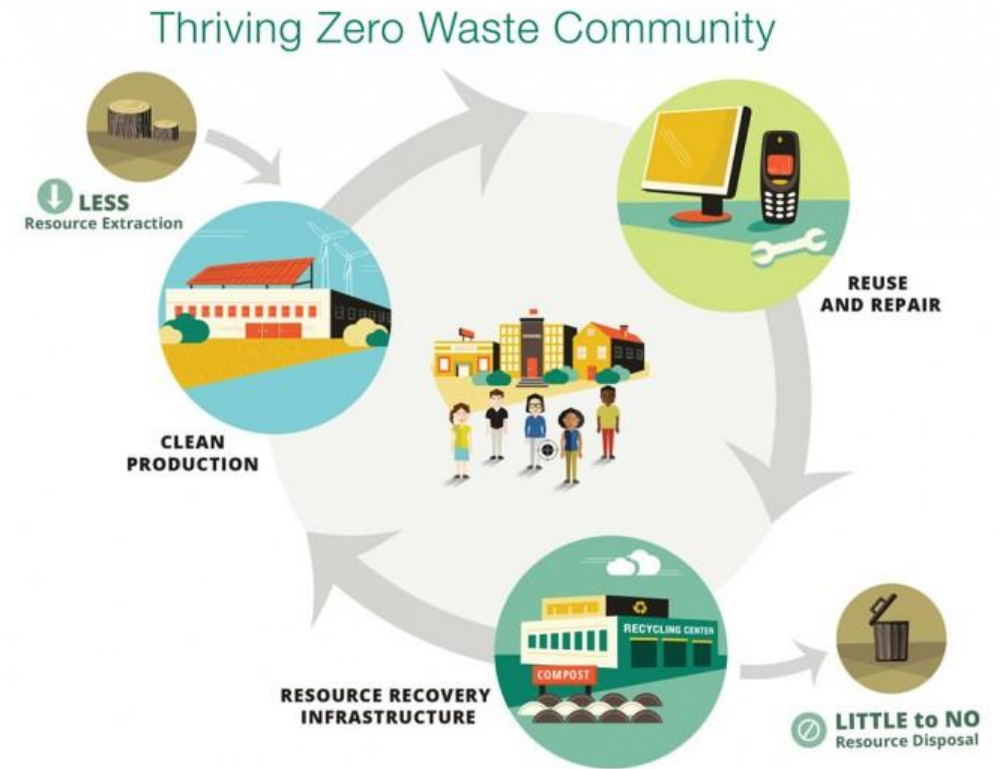 Thriving Zero Waste Community
LESS
Resource Extraction
REUSE
AND REPAIR
CLEAN
PRODUCTION
RECYCLING CENTER
COMPOST
RESOURCE RECOVERY
INFRASTRUCTURE
LITTLE to NO
Resource Disposal